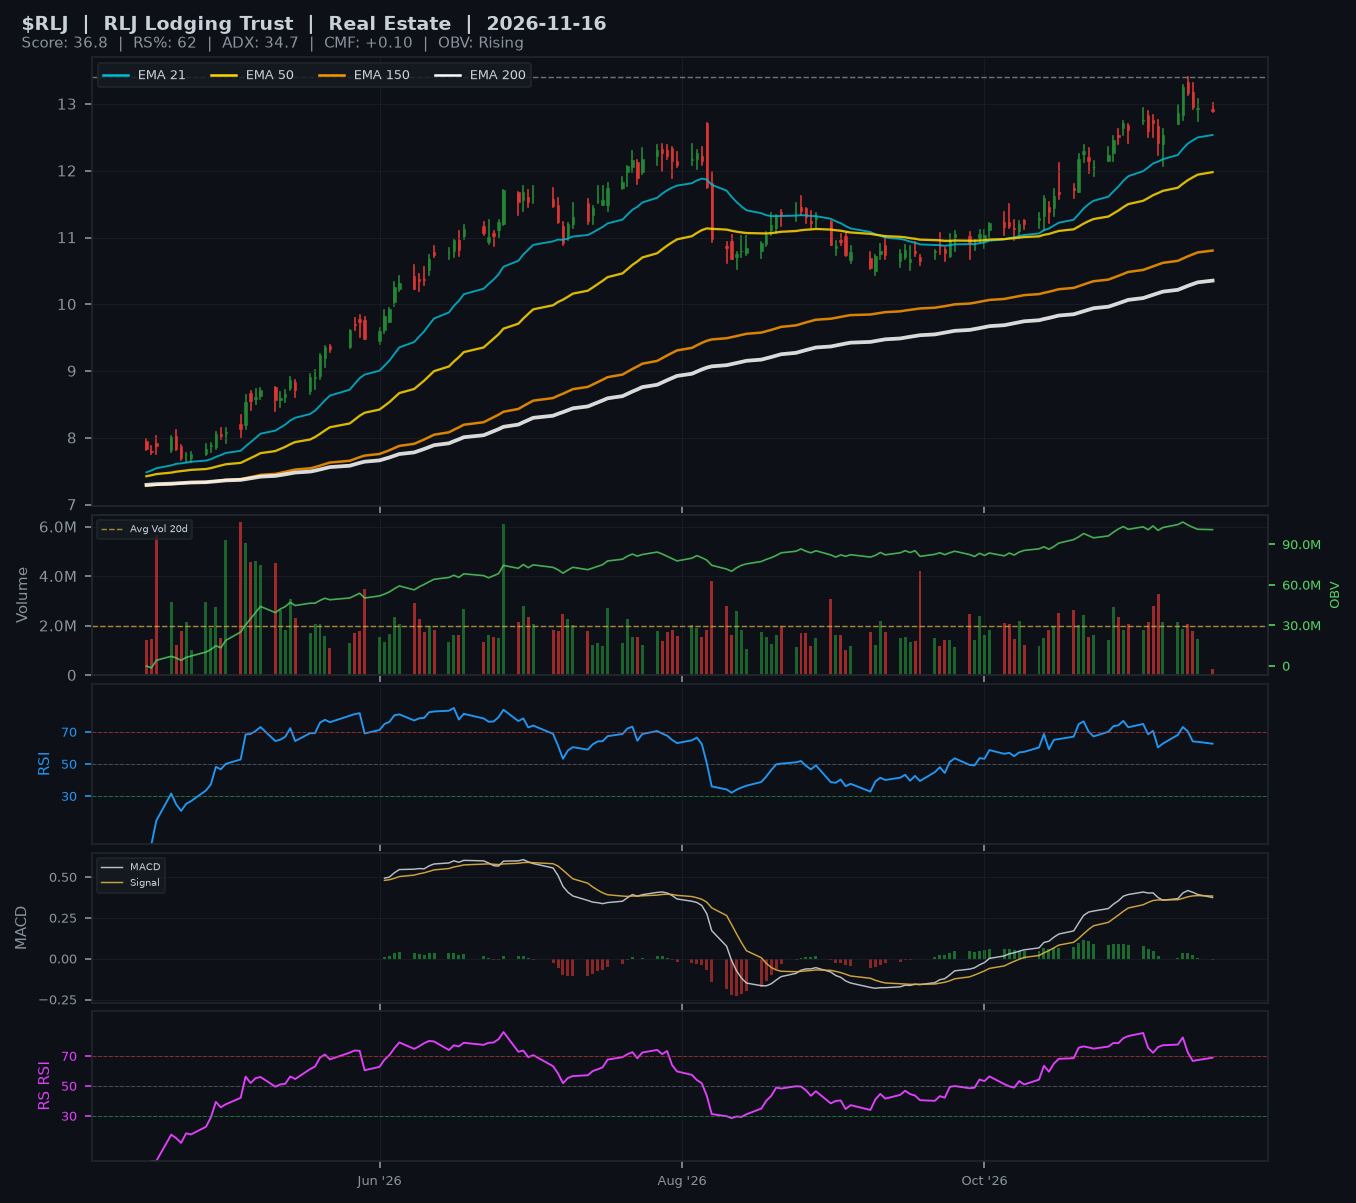 $RLJ | RLJ Lodging Trust | Real Estate | 2026-11-16
Score: 36.8 | RS%: 62 | ADX: 34.7 | CMF: +0.10 | OBV: Rising
EMA 21 EMA 50 EMA 150 EMA 200
13
12
11
10
9
8
7
Avg Vol 20d
6.0M
4.0M
2.0M
0
Volume
90.0M
60.0M
30.0M
0
OBV
70
50
30
RSI
MACD
Signal
0.50
0.25
0.00
−0.25
MACD
70
50
30
RS RSI
Jun '26 Aug '26 Oct '26